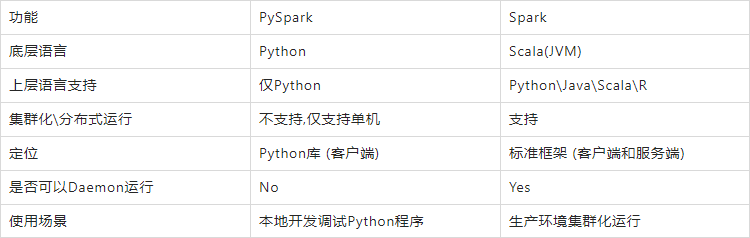 功能 PySpark Spark
底层语言 Python Scala(JVM)
上层语言支持 仅Python Python\Java\Scala\R
集群化\分布式运行 不支持,仅支持单机 支持
定位 Python库 (客户端) 标准框架 (客户端和服务端)
是否可以Daemon运行 No Yes
使用场景 本地开发调试Python程序 生产环境集群化运行